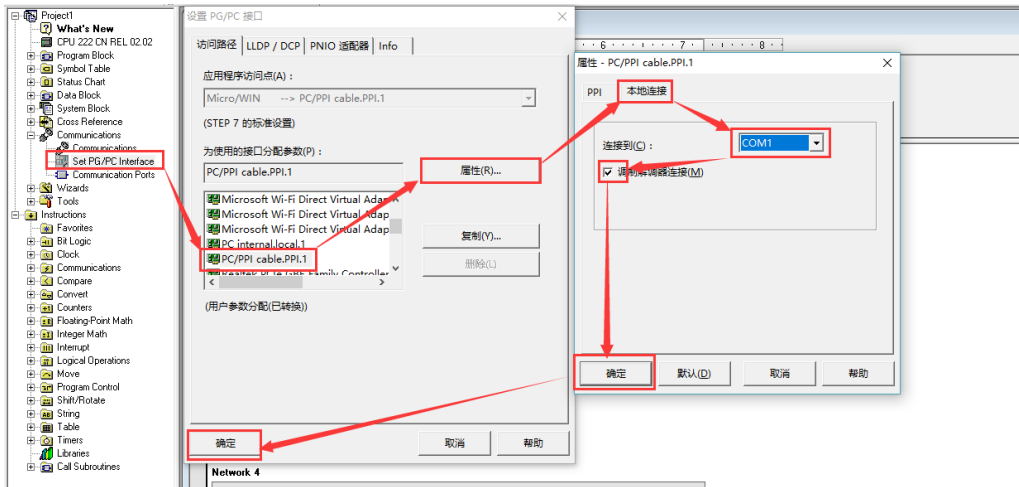 Project1
What's New
CPU 222 CN REL 02.02
Program Block
Symbol Table
Status Chart
Data Block
System Block
Cross Reference
Communications
Communications
Set PG/PC Interface
Communication Ports
Wizards
Tools
Instructions
Favorites
Bit Logic
Clock
Communications
Compare
Convert
Counters
Floating-Point Math
Integer Math
Interrupt
Logical Operations
Move
Program Control
Shift/Rotate
String
Table
Timers
Libraries
Call Subroutines
设置 PG/PC 接口
访问路径 LLDP / DCP PNIO 适配器 Info
应用程序访问点(A)：
Micro/WIN --> PC/PPI cable.PPI.1
(STEP 7 的标准设置)
为使用的接口分配参数(P)：
PC/PPI cable.PPI.1
属性(R)...
Microsoft Wi-Fi Direct Virtual Adap
Microsoft Wi-Fi Direct Virtual Adap
Microsoft Wi-Fi Direct Virtual Adap
PC internal.local.1
PC/PPI cable.PPI.1
Realtek PCIe GBE Family Controller
复制(Y)...
删除(L)
(用户参数分配(已转换))
确定 取消 帮助
6 7 8
属性 - PC/PPI cable.PPI.1
PPI 本地连接
连接到(C)： COM1
调制解调器连接(M)
确定 默认(D) 取消 帮助
Network 4